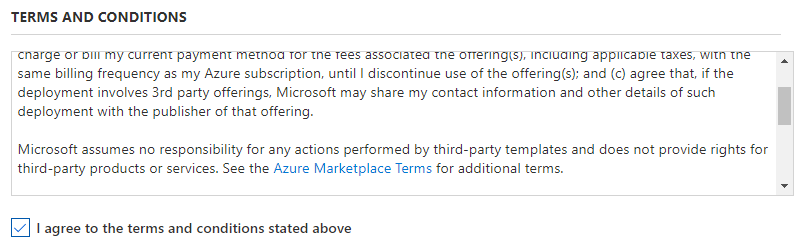 TERMS AND CONDITIONS
charge or bill my current payment method for the fees associated the offering(s), including applicable taxes, with the
same billing frequency as my Azure subscription, until I discontinue use of the offering(s); and (c) agree that, if the
deployment involves 3rd party offerings, Microsoft may share my contact information and other details of such
deployment with the publisher of that offering.
Microsoft assumes no responsibility for any actions performed by third-party templates and does not provide rights for
third-party products or services. See the Azure Marketplace Terms for additional terms.
I agree to the terms and conditions stated above